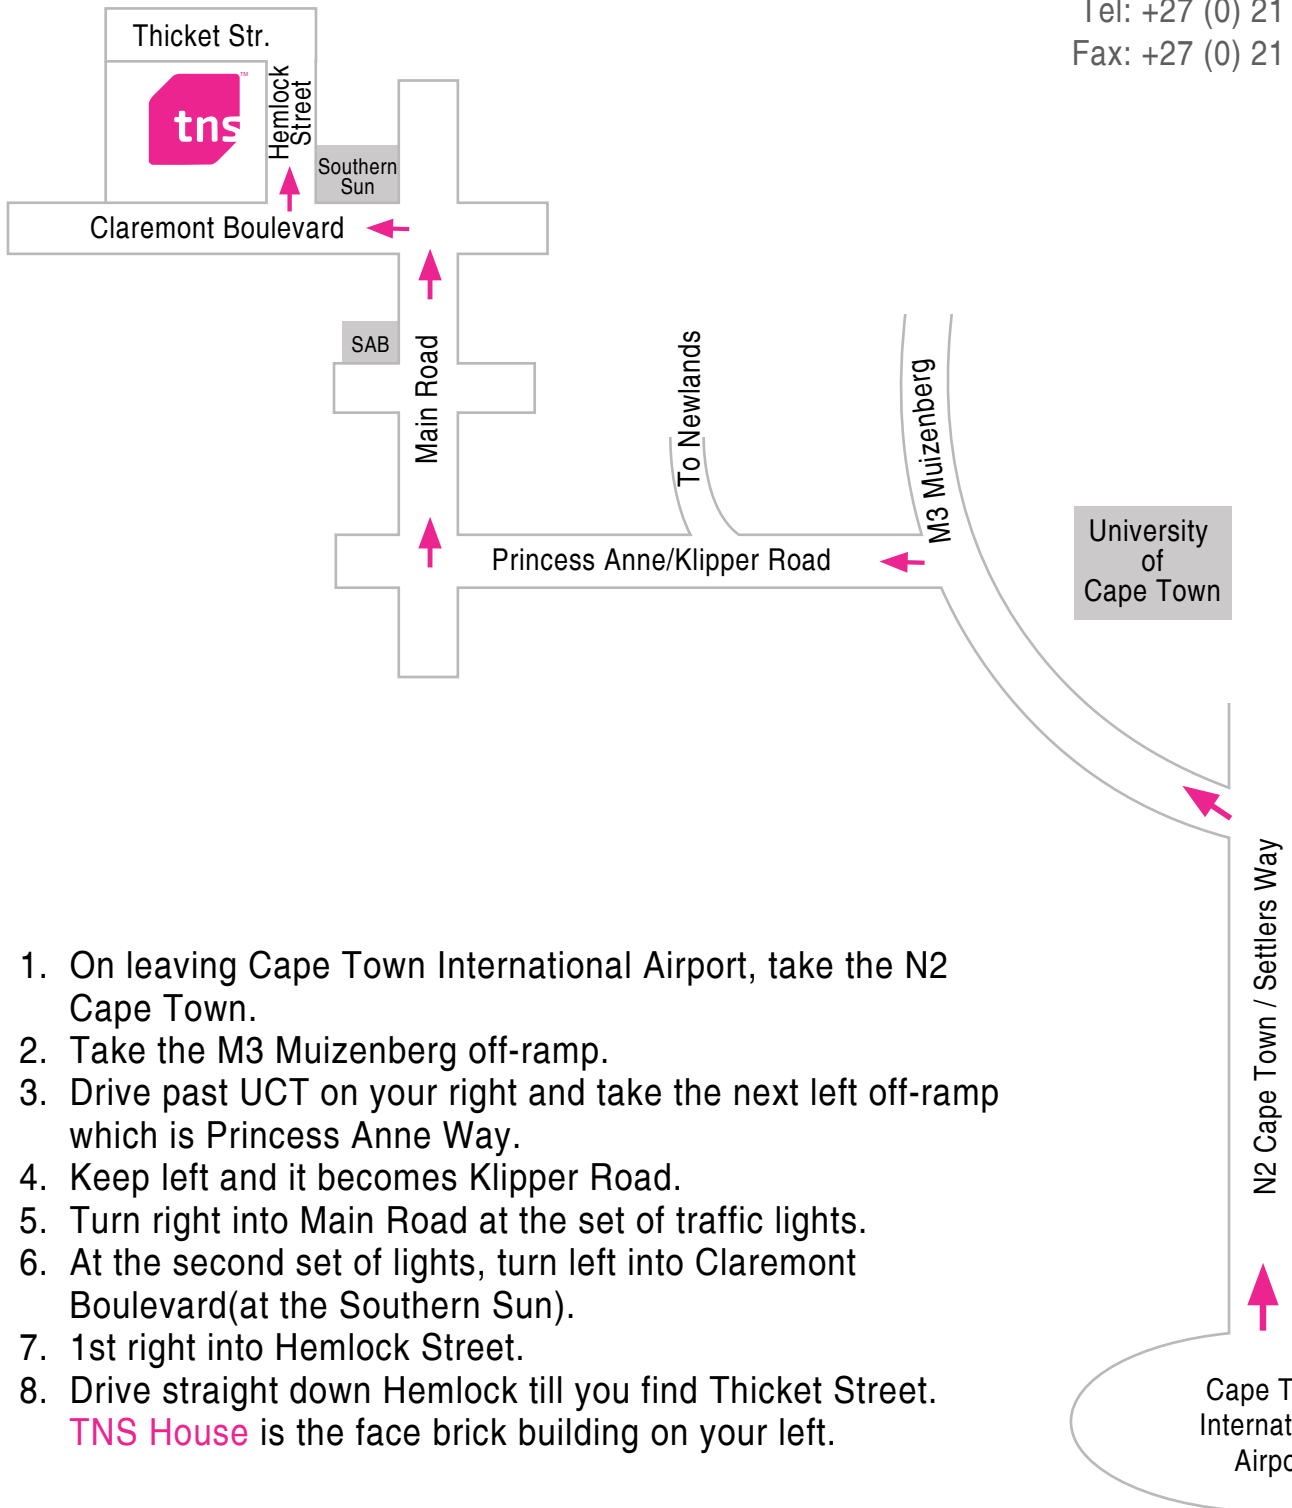 Tel: +27 (0) 21
Fax: +27 (0) 21
Thicket Str.
tns
TM
Hemlock
Street
Southern
Sun
Claremont Boulevard
SAB
Main Road
To Newlands
M3 Muizenberg
University
of
Cape Town
Princess Anne/Klipper Road
N2 Cape Town / Settlers Way
1. On leaving Cape Town International Airport, take the N2
Cape Town.
2. Take the M3 Muizenberg off-ramp.
3. Drive past UCT on your right and take the next left off-ramp
which is Princess Anne Way.
4. Keep left and it becomes Klipper Road.
5. Turn right into Main Road at the set of traffic lights.
6. At the second set of lights, turn left into Claremont
Boulevard(at the Southern Sun).
7. 1st right into Hemlock Street.
8. Drive straight down Hemlock till you find Thicket Street.
TNS House is the face brick building on your left.
Cape